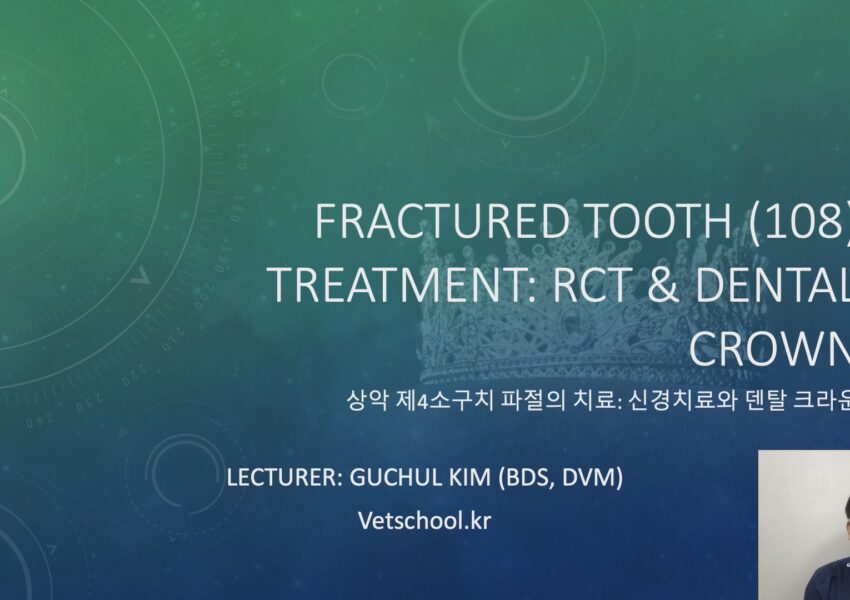 FRACTURED TOOTH (108)
TREATMENT: RCT & DENTAL
CROWN
상악 제4소구치 파절의 치료: 신경치료와 덴탈 크라운
LECTURER: GUCHUL KIM (BDS, DVM)
Vetschool.kr
150
160
170
180
190
200
210
220
230
240